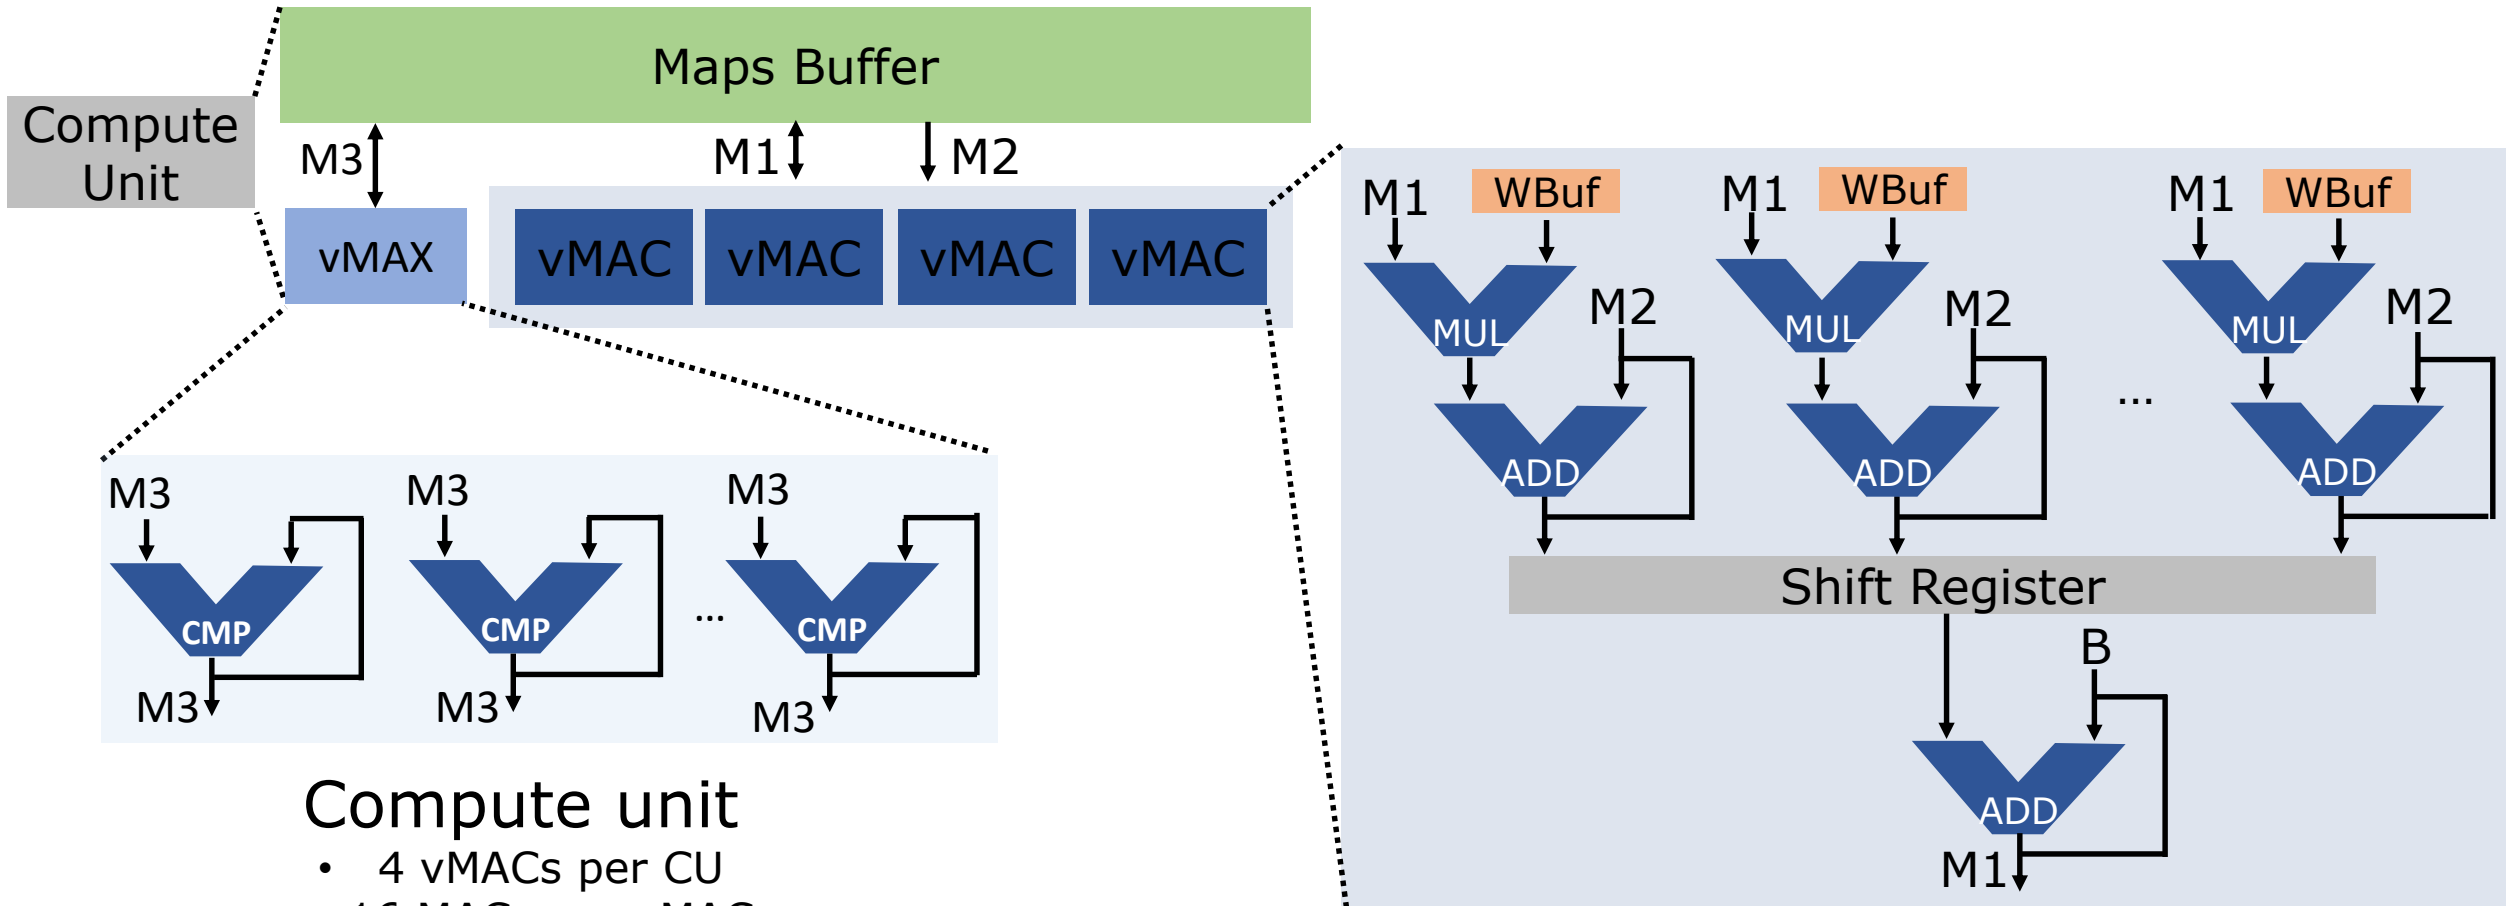 Maps Buffer
Compute
Unit
M3
M1
M2
vMAX
vMAC
vMAC
vMAC
vMAC
M1
WBuf
M1
WBuf
M1
WBuf
MUL
M2
MUL
M2
MUL
M2
ADD
ADD
...
ADD
Shift Register
B
ADD
M1
M3
M3
M3
CMP
CMP
...
CMP
M3
M3
M3
Compute unit
• 4 vMACs per CU